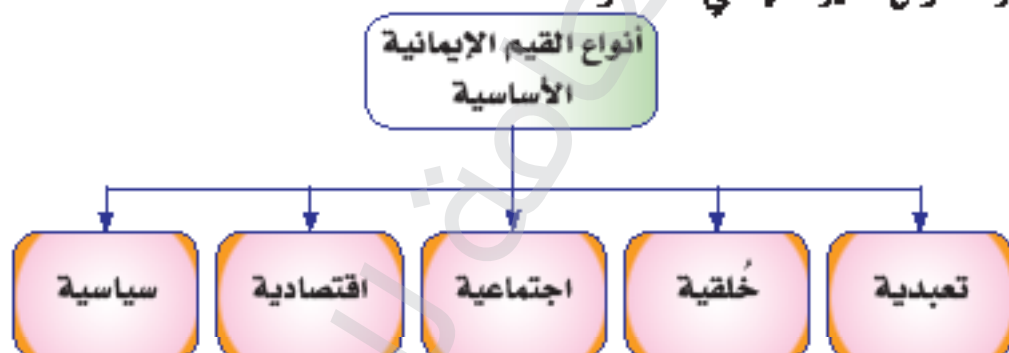 أنواع القيم الإيمانية
الأساسية
تعبدية
خُلقية
اجتماعية
اقتصادية
سياسية